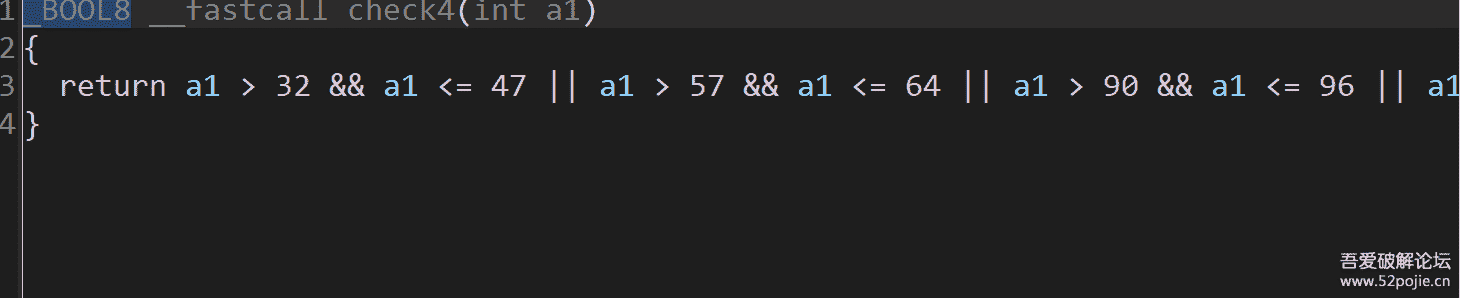 1 _BOOL8 __fastcall check4(int a1)
2 {
3 return a1 > 32 && a1 <= 47 || a1 > 57 && a1 <= 64 || a1 > 90 && a1 <= 96 || a1
4 }
吾爱破解论坛
www.52pojie.cn